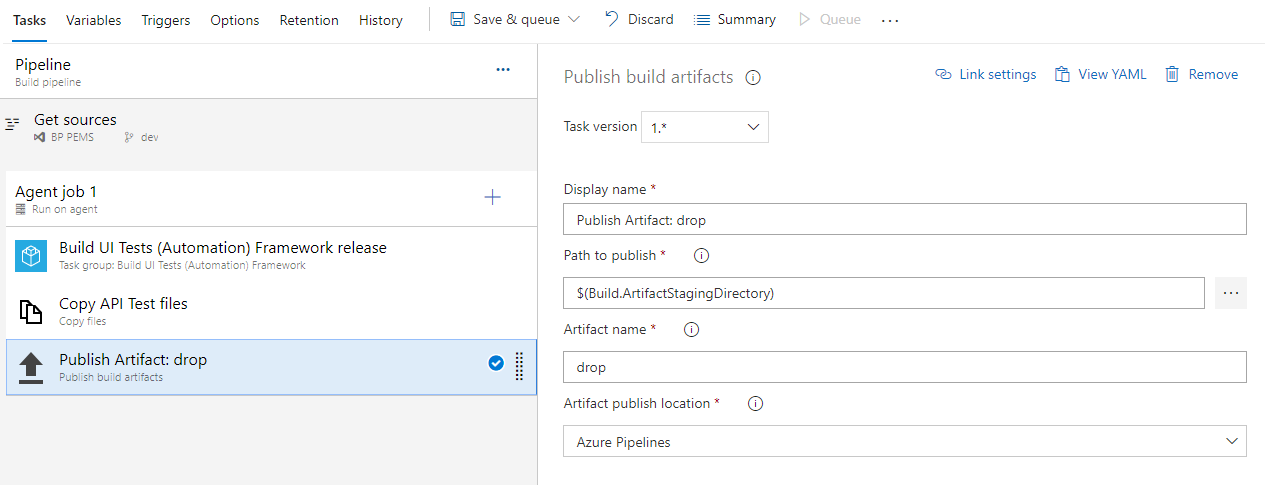 Tasks Variables Triggers Options Retention History Save & queue Discard Summary Queue ...
Pipeline ...
Build pipeline
Get sources
BP PEMS dev
Agent job 1
Run on agent
Build UI Tests (Automation) Framework release
Task group: Build UI Tests (Automation) Framework
Copy API Test files
Copy files
Publish Artifact: drop
Publish build artifacts
Publish build artifacts Link settings View YAML Remove
Task version 1.*
Display name *
Publish Artifact: drop
Path to publish *
$(Build.ArtifactStagingDirectory) ...
Artifact name *
drop
Artifact publish location *
Azure Pipelines